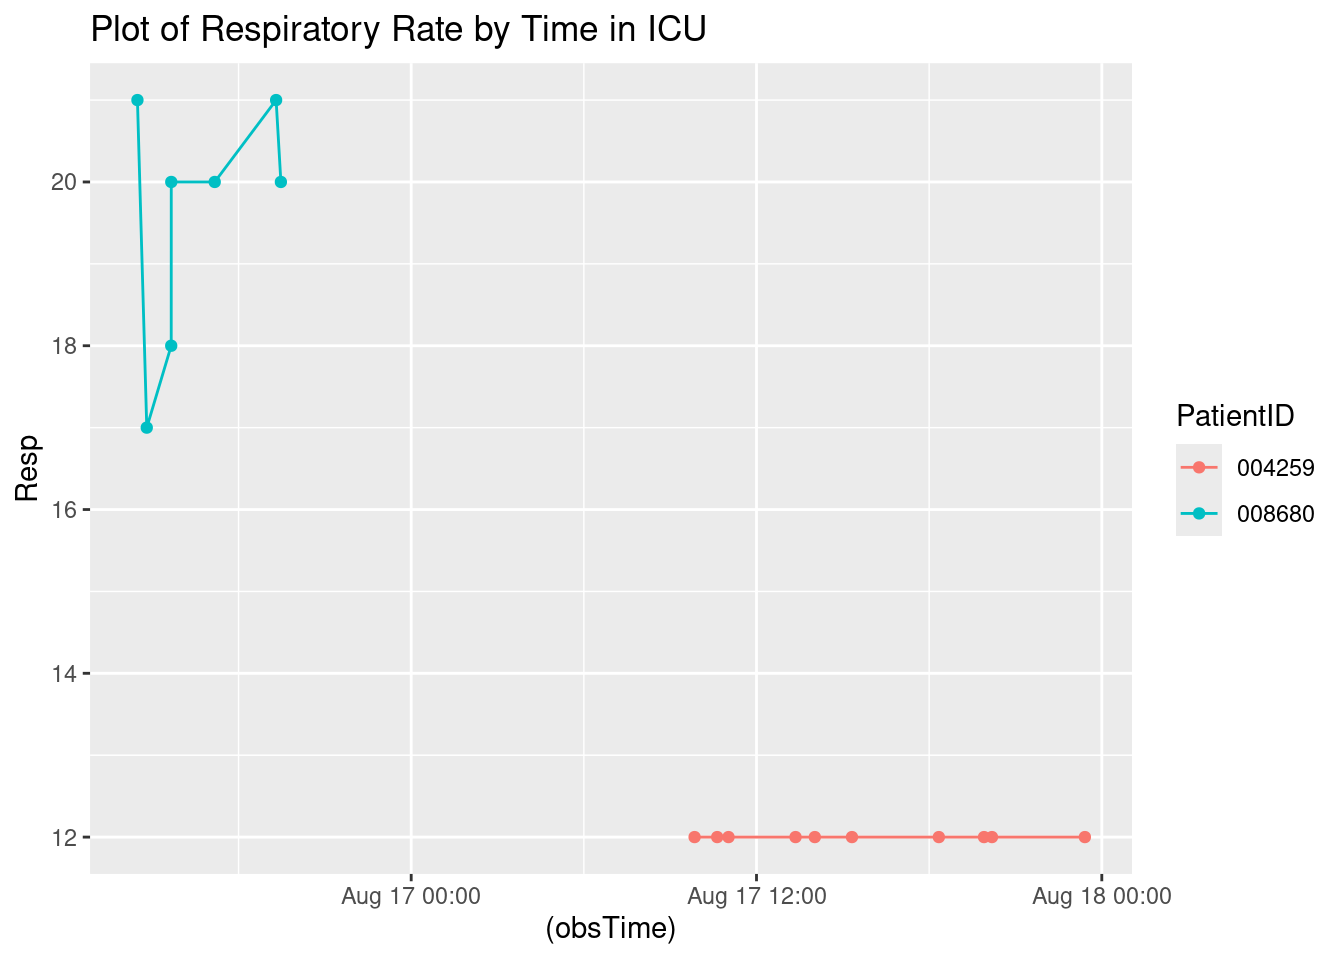 Plot of Respiratory Rate by Time in ICU
20
18
16
14
12
Resp
Aug 17 00:00
Aug 17 12:00
Aug 18 00:00
(obsTime)
PatientID
004259
008680